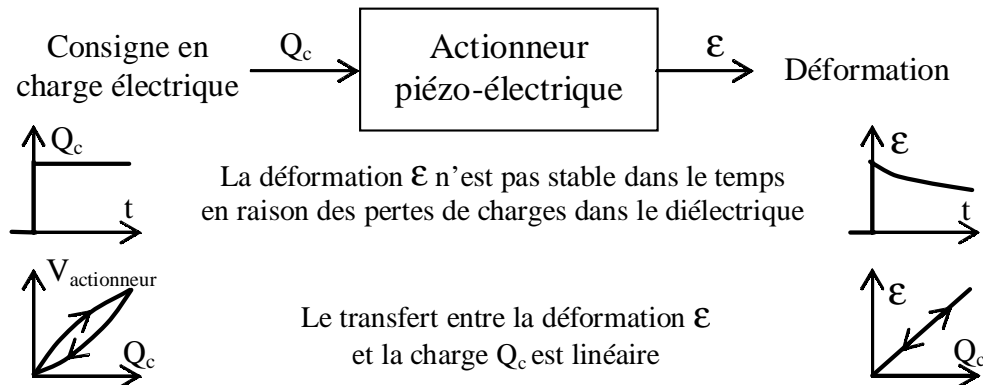 Consigne en
charge électrique
Q_c
Actionneur
piézo-électrique
ε
Déformation
Q_c
t
La déformation ε n'est pas stable dans le temps
en raison des pertes de charges dans le diélectrique
ε
t
V_actionneur
Q_c
Le transfert entre la déformation ε
et la charge Q_c est linéaire
ε
Q_c